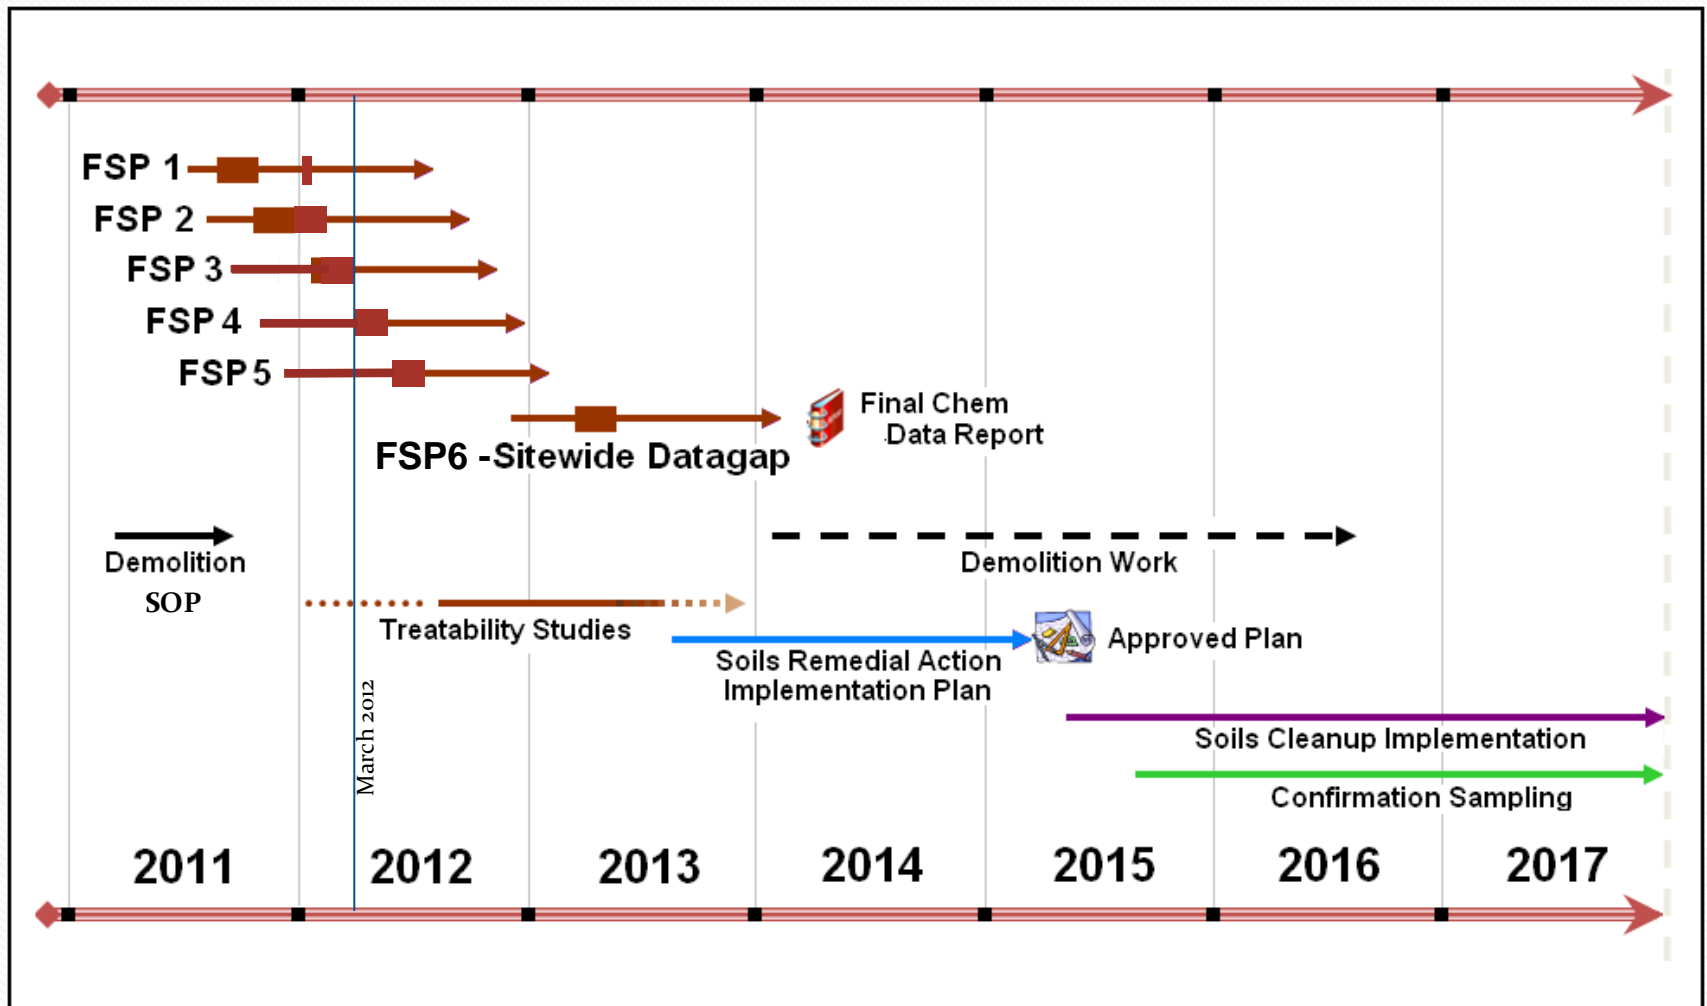 FSP 1
FSP 2
FSP 3
FSP 4
FSP 5
Final Chem
Data Report
FSP6 -Sitewide Datagap
Demolition
SOP
Demolition Work
Treatability Studies
Approved Plan
Soils Remedial Action
Implementation Plan
March 2012
Soils Cleanup Implementation
Confirmation Sampling
2011
2012
2013
2014
2015
2016
2017